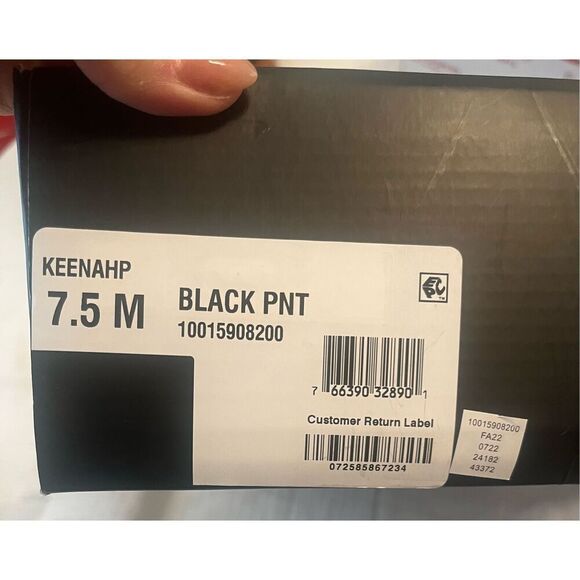 KEENAHP
7.5 M
BLACK PNT
10015908200
7 66390 32890 1
Customer Return Label
072585867234
10015908200
FA22
0722
24182
43372